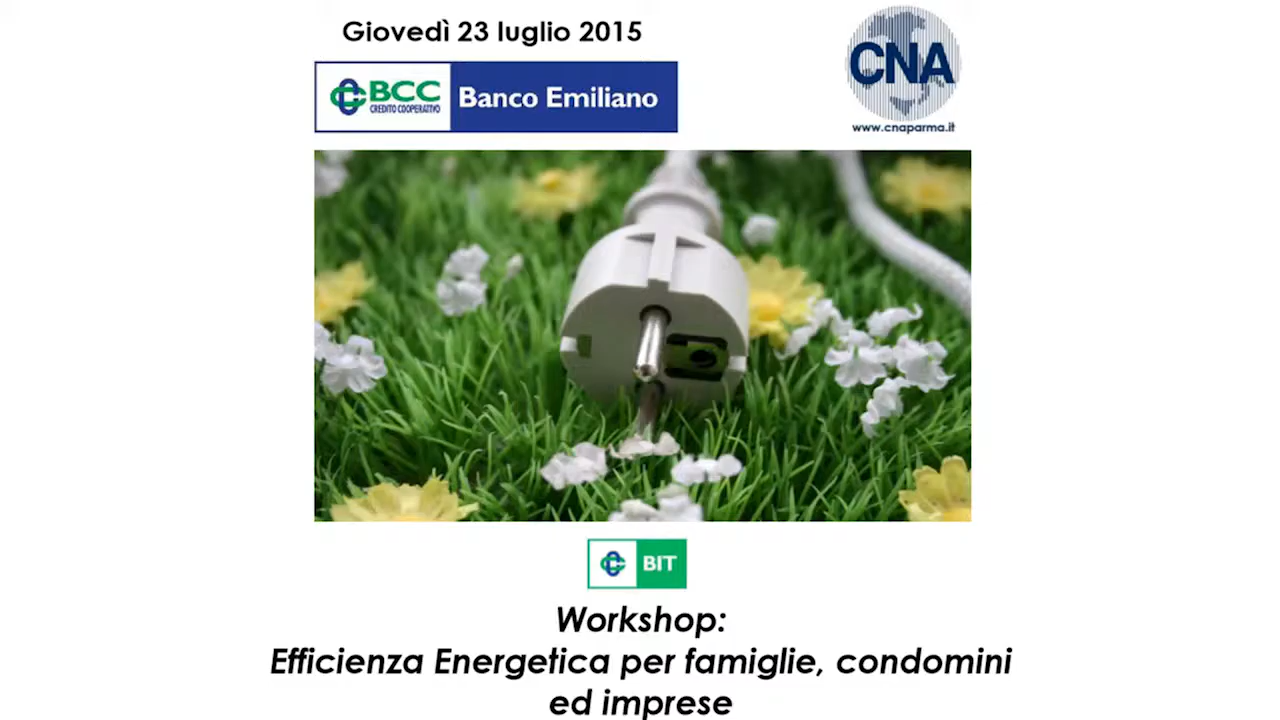 Giovedì 23 luglio 2015
CNA
www.cnaparma.it
BCC
CREDITO COOPERATIVO
Banco Emiliano
BIT
Workshop:
Efficienza Energetica per famiglie, condomini
ed imprese